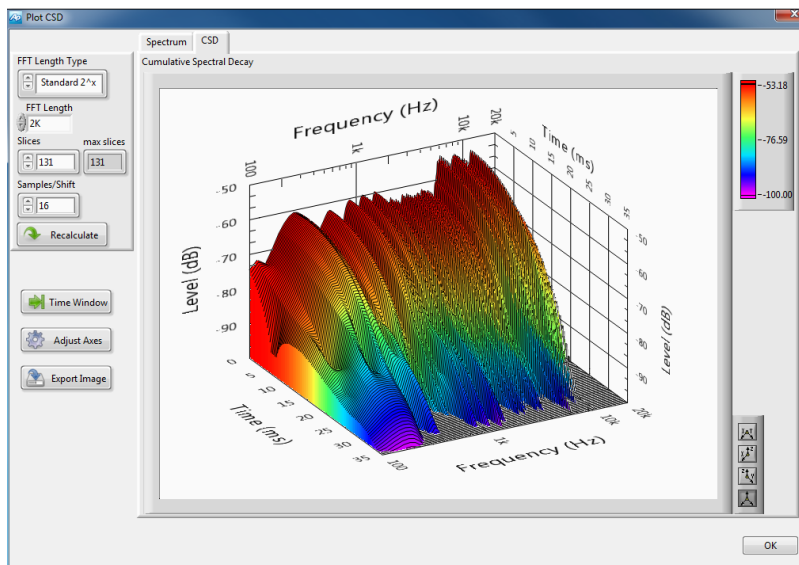 Plot CSD
Spectrum
CSD
FFT Length Type
Standard 2^x
FFT Length
2K
Slices
max slices
131
131
Samples/Shift
16
Recalculate
Time Window
Adjust Axes
Export Image
Cumulative Spectral Decay
Frequency (Hz)
100
1k
10k
20k
Time (ms)
5
10
15
20
25
30
35
Level (dB)
-50
-60
-70
-80
-90
0
5
10
15
20
25
30
35
Time (ms)
100
1k
10k
20k
Frequency (Hz)
-50
-60
-70
-80
-90
Level (dB)
-53.18
-76.59
-100.00
OK